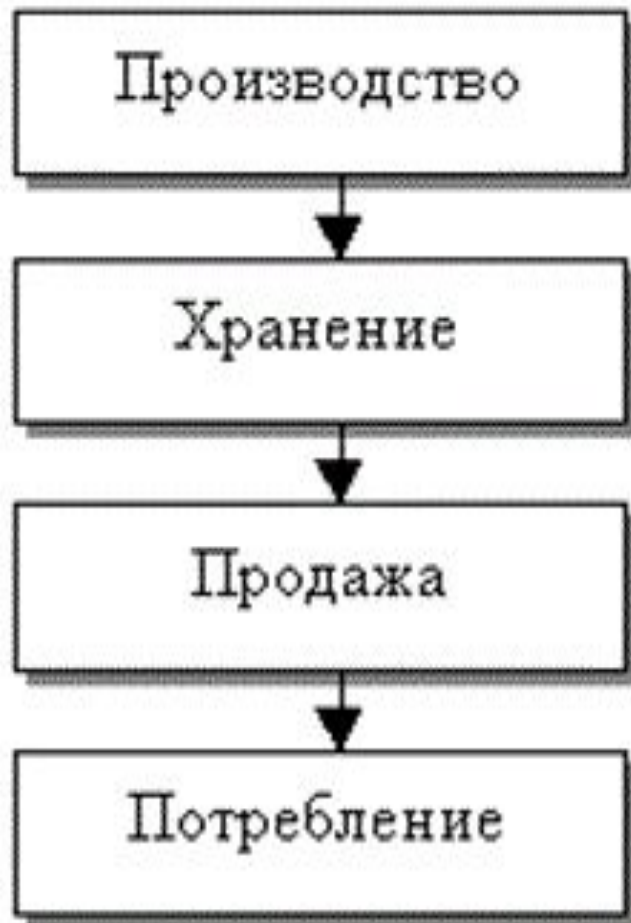 Производство
Хранение
Продажа
Потребление